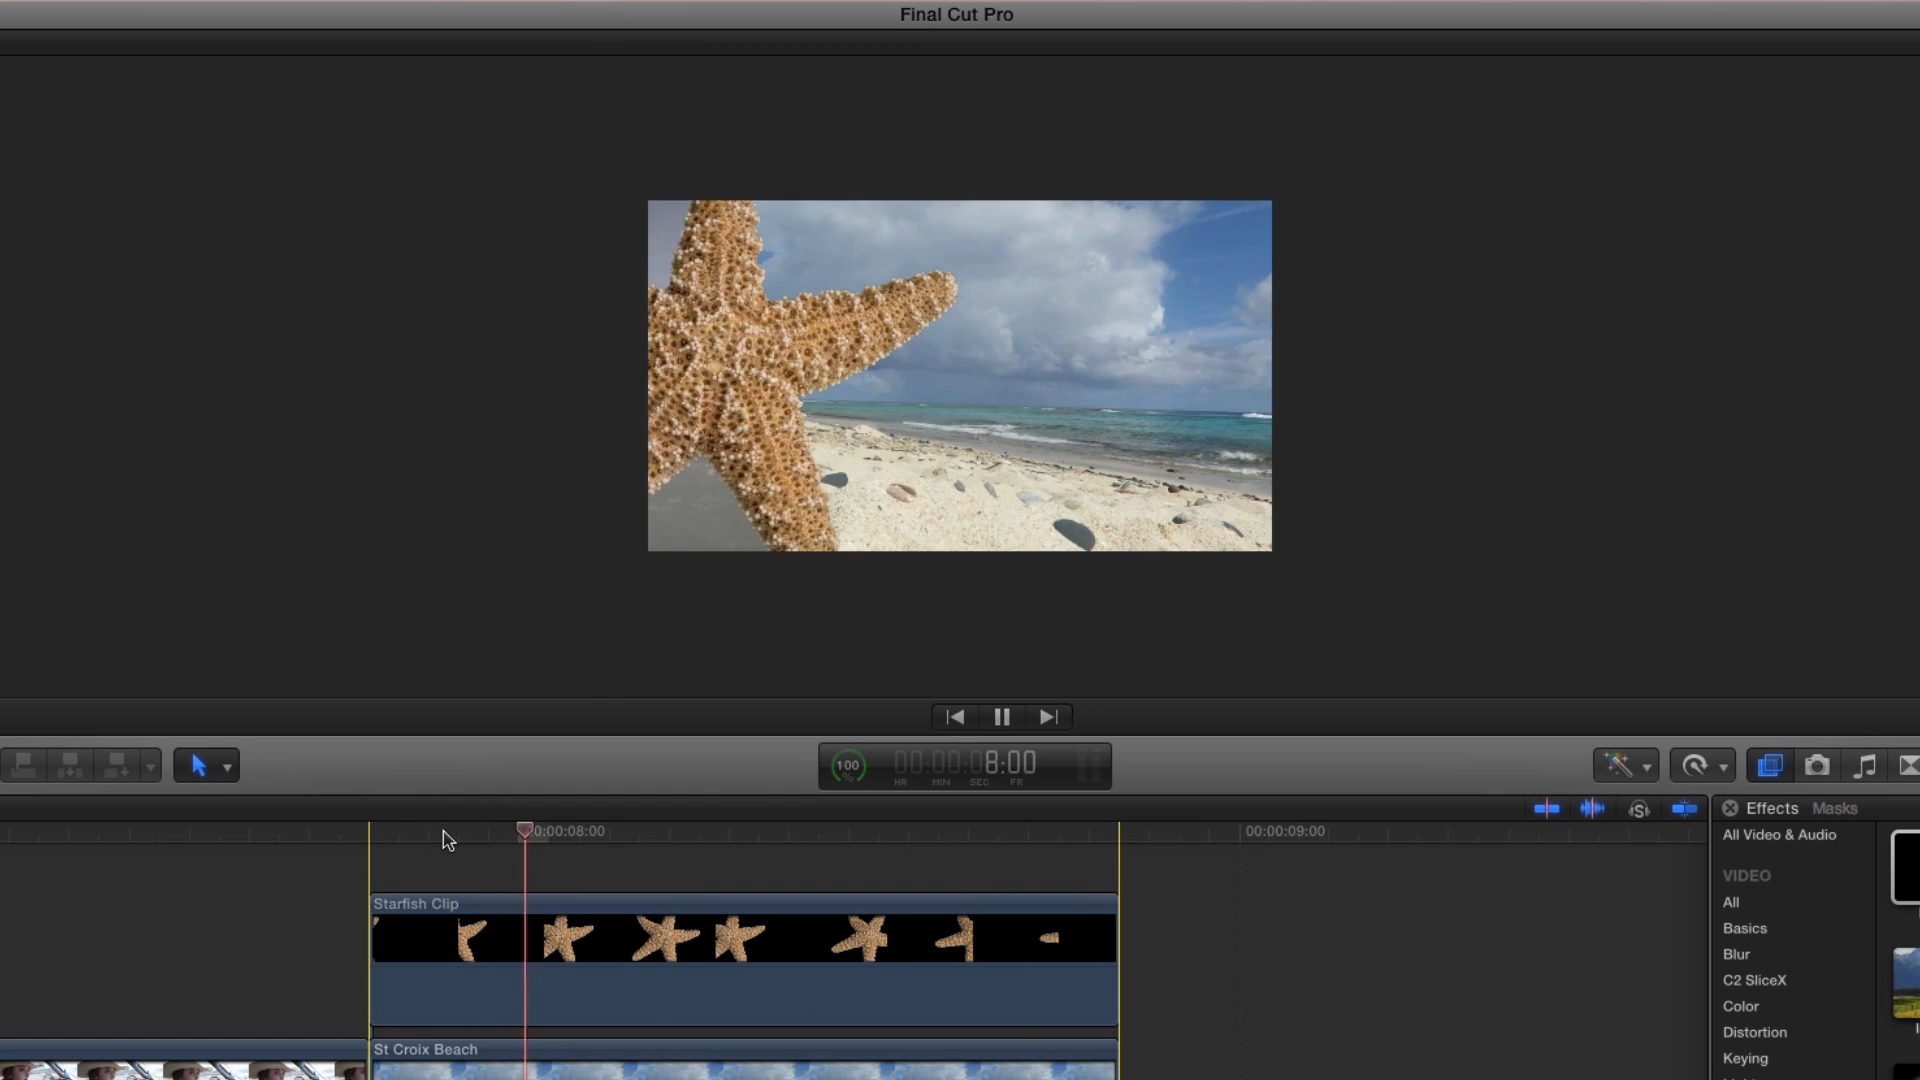 Final Cut Pro
100
%
00:00:08:00
HR MIN SEC FR
Effects Masks
0:00:08:00
00:00:09:00
All Video & Audio
VIDEO
All
Basics
Blur
C2 SliceX
Color
Distortion
Keying
Starfish Clip
St Croix Beach